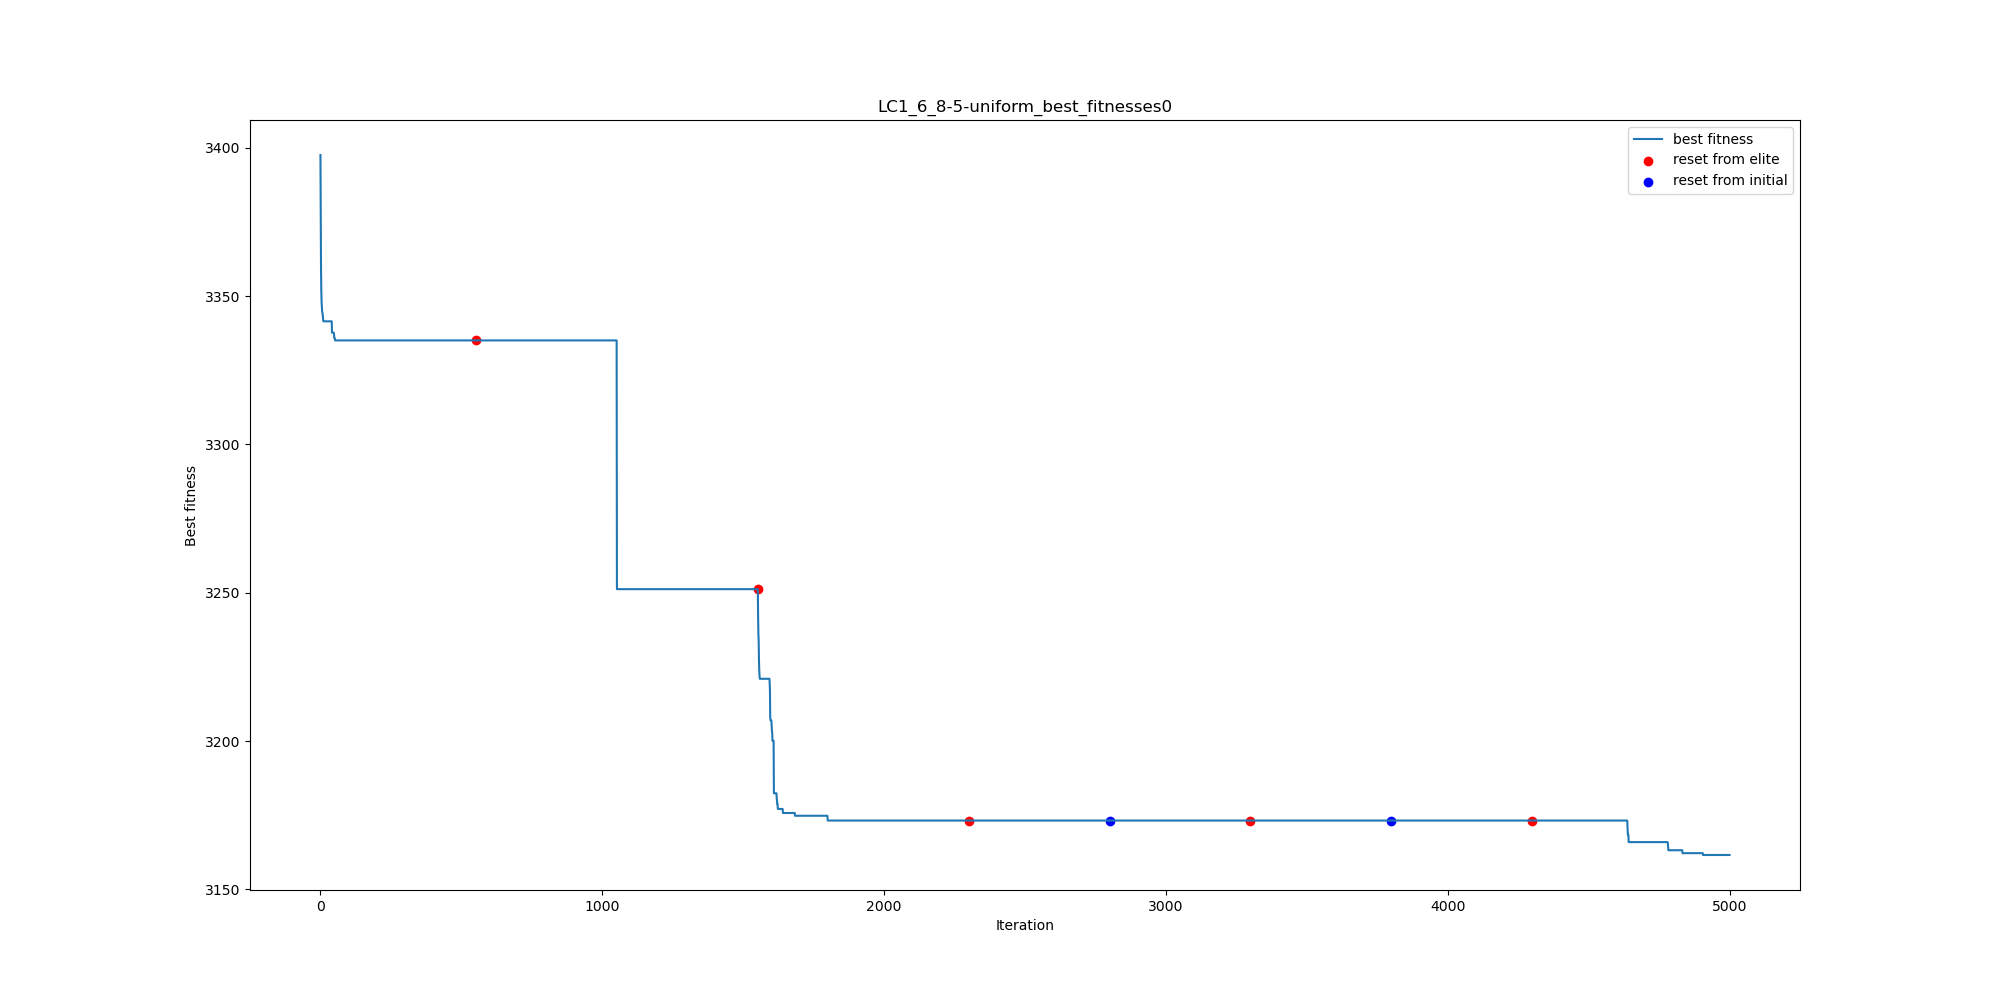 LC1_6_8-5-uniform_best_fitnesses0
best fitness
reset from elite
reset from initial
3400
3350
3300
3250
3200
3150
Best fitness
0 1000 2000 3000 4000 5000
Iteration